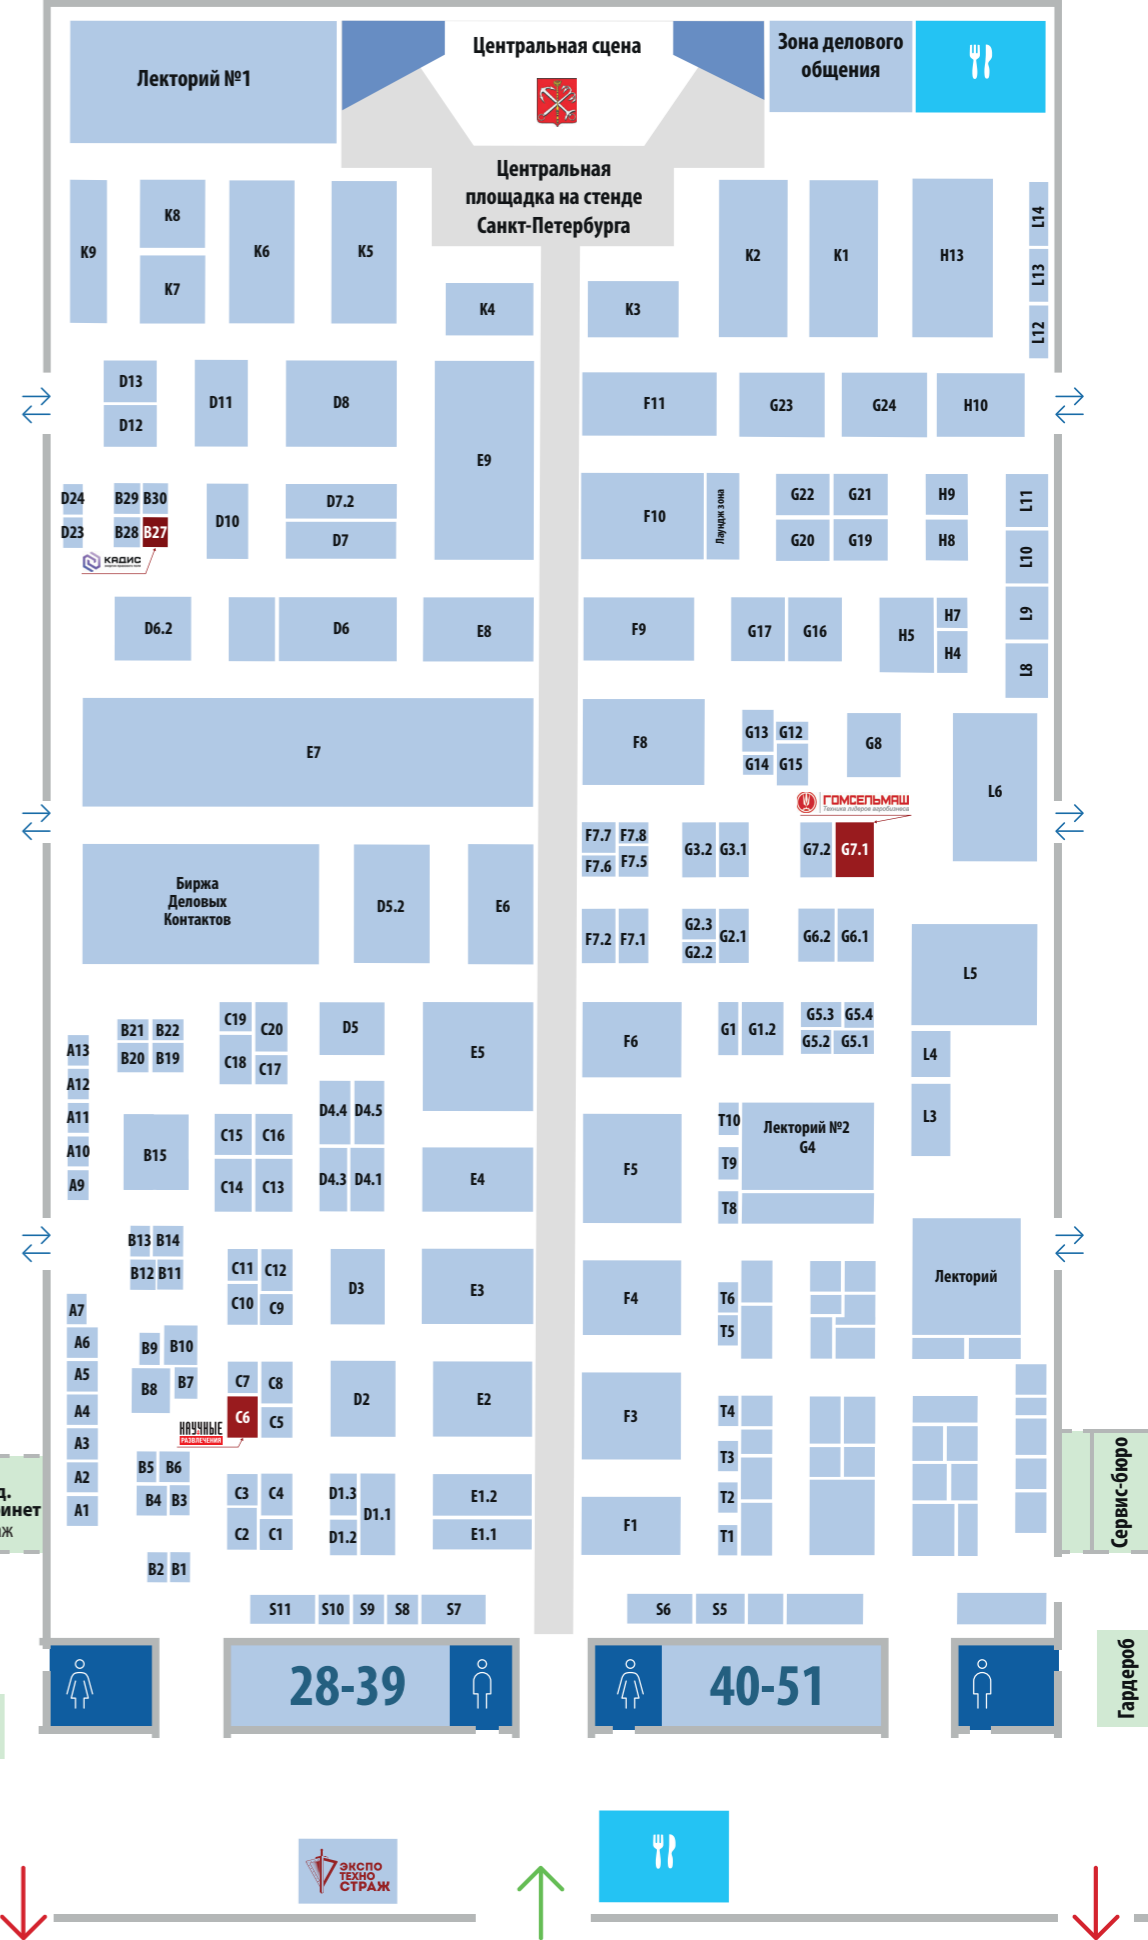 Лекторий №1
Центральная сцена
Зона делового
общения
Центральная
площадка на стенде
Санкт-Петербурга
K9
K8
K7
K6
K5
K4
K3
K2
K1
H13
L14
L13
L12
D13
D12
D11
D8
E9
F11
G23
G24
H10
D24
D23
B29
B30
B28
B27
КАДИС
D10
D7.2
D7
F10
Лаундж зона
G22
G21
G20
G19
H9
H8
L11
L10
L9
L8
D6.2
D6
E8
F9
G17
G16
H5
H7
H4
E7
F8
G13
G12
G14
G15
G8
L6
ГОМСЕЛЬМАШ
Техника лидеров агробизнеса
F7.7
F7.8
F7.6
F7.5
G3.2
G3.1
G7.2
G7.1
Биржа
Деловых
Контактов
D5.2
E6
F7.2
F7.1
G2.3
G2.2
G2.1
G6.2
G6.1
L5
A13
A12
A11
A10
A9
B21
B22
B20
B19
C19
C20
C18
C17
D5
E5
F6
G1
G1.2
G5.3
G5.4
G5.2
G5.1
L4
L3
B15
C15
C16
C14
C13
D4.4
D4.5
D4.3
D4.1
E4
F5
T10
T9
T8
Лекторий №2
G4
B13
B14
B12
B11
C11
C12
C10
C9
D3
E3
F4
T6
T5
Лекторий
A7
A6
A5
A4
A3
A2
A1
B9
B10
B8
B7
C7
C8
C6
C5
НАУЧНЫЕ
РАЗВЛЕЧЕНИЯ
D2
E2
F3
T4
T3
T2
T1
B5
B6
B4
B3
C3
C4
C2
C1
D1.3
D1.2
D1.1
E1.2
E1.1
F1
B2
B1
S11
S10
S9
S8
S7
S6
S5
д.
инет
аж
Сервис-бюро
Гардероб
28-39
40-51
ЭКСПО
ТЕХНО
СТРАЖ